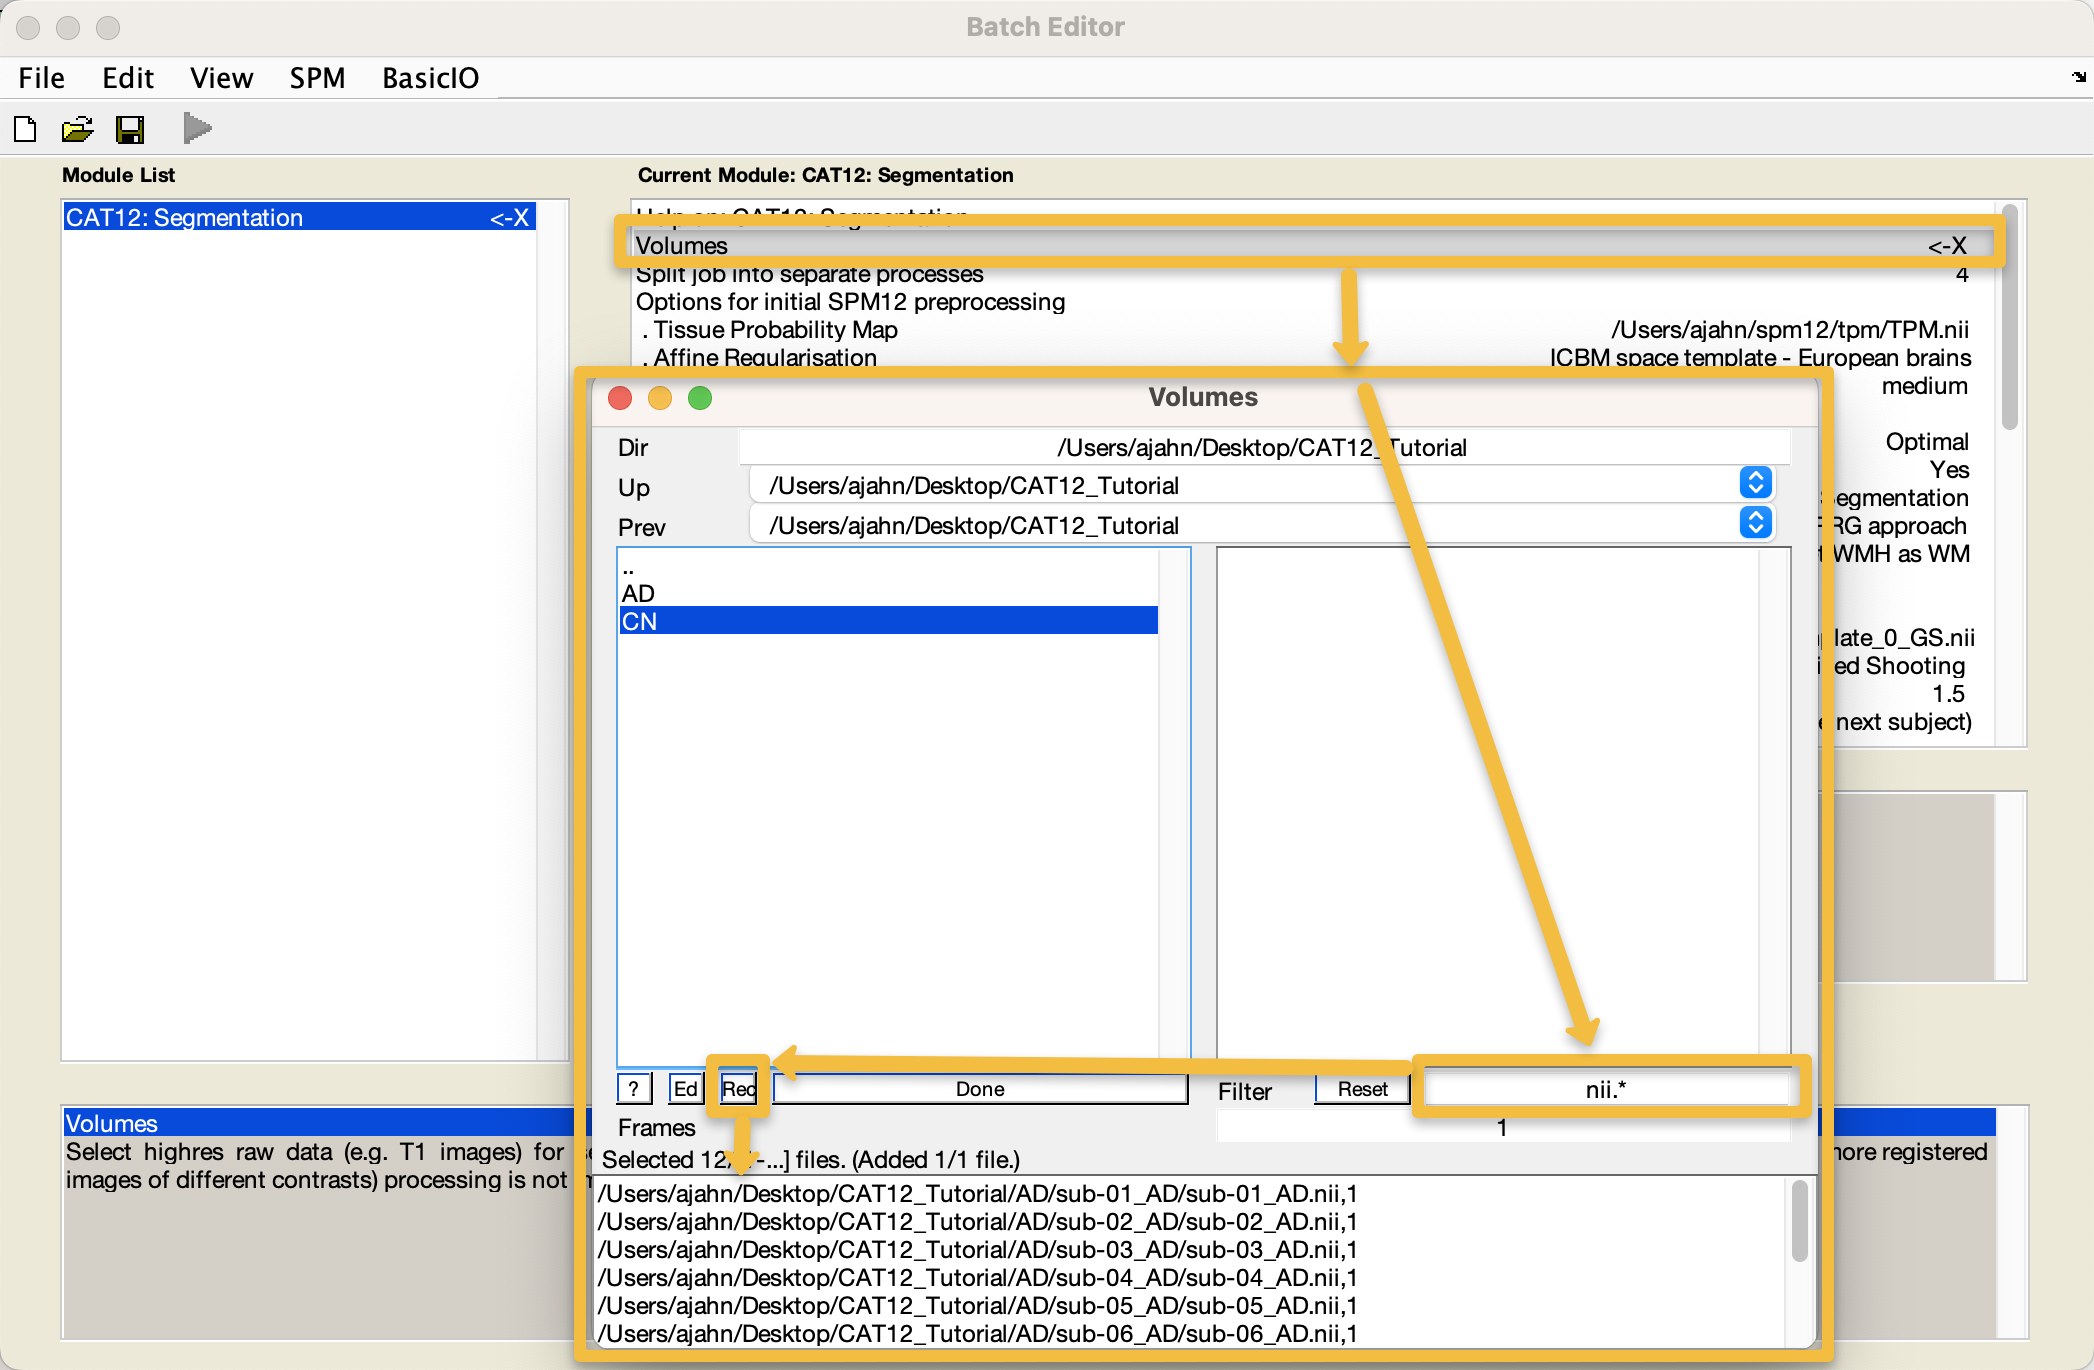 Batch Editor
File Edit View SPM BasicIO
Module List
CAT12: Segmentation <-X
Current Module: CAT12: Segmentation
Help on: CAT12: Segmentation
Volumes <-X
Split job into separate processes 4
Options for initial SPM12 preprocessing
. Tissue Probability Map /Users/ajahn/spm12/tpm/TPM.nii
. Affine Regularisation ICBM space template - European brains
medium
Optimal
Yes
Segmentation
RG approach
WMH as WM
late_0_GS.nii
ed Shooting
1.5
next subject)
Volumes
Dir /Users/ajahn/Desktop/CAT12_Tutorial
Up /Users/ajahn/Desktop/CAT12_Tutorial
Prev /Users/ajahn/Desktop/CAT12_Tutorial
..
AD
CN
? Ed Rec Done Filter Reset nii.*
Frames 1
Selected 12/[1-...] files. (Added 1/1 file.)
/Users/ajahn/Desktop/CAT12_Tutorial/AD/sub-01_AD/sub-01_AD.nii,1
/Users/ajahn/Desktop/CAT12_Tutorial/AD/sub-02_AD/sub-02_AD.nii,1
/Users/ajahn/Desktop/CAT12_Tutorial/AD/sub-03_AD/sub-03_AD.nii,1
/Users/ajahn/Desktop/CAT12_Tutorial/AD/sub-04_AD/sub-04_AD.nii,1
/Users/ajahn/Desktop/CAT12_Tutorial/AD/sub-05_AD/sub-05_AD.nii,1
/Users/ajahn/Desktop/CAT12_Tutorial/AD/sub-06_AD/sub-06_AD.nii,1
Volumes
Select highres raw data (e.g. T1 images) for more registered
images of different contrasts) processing is not